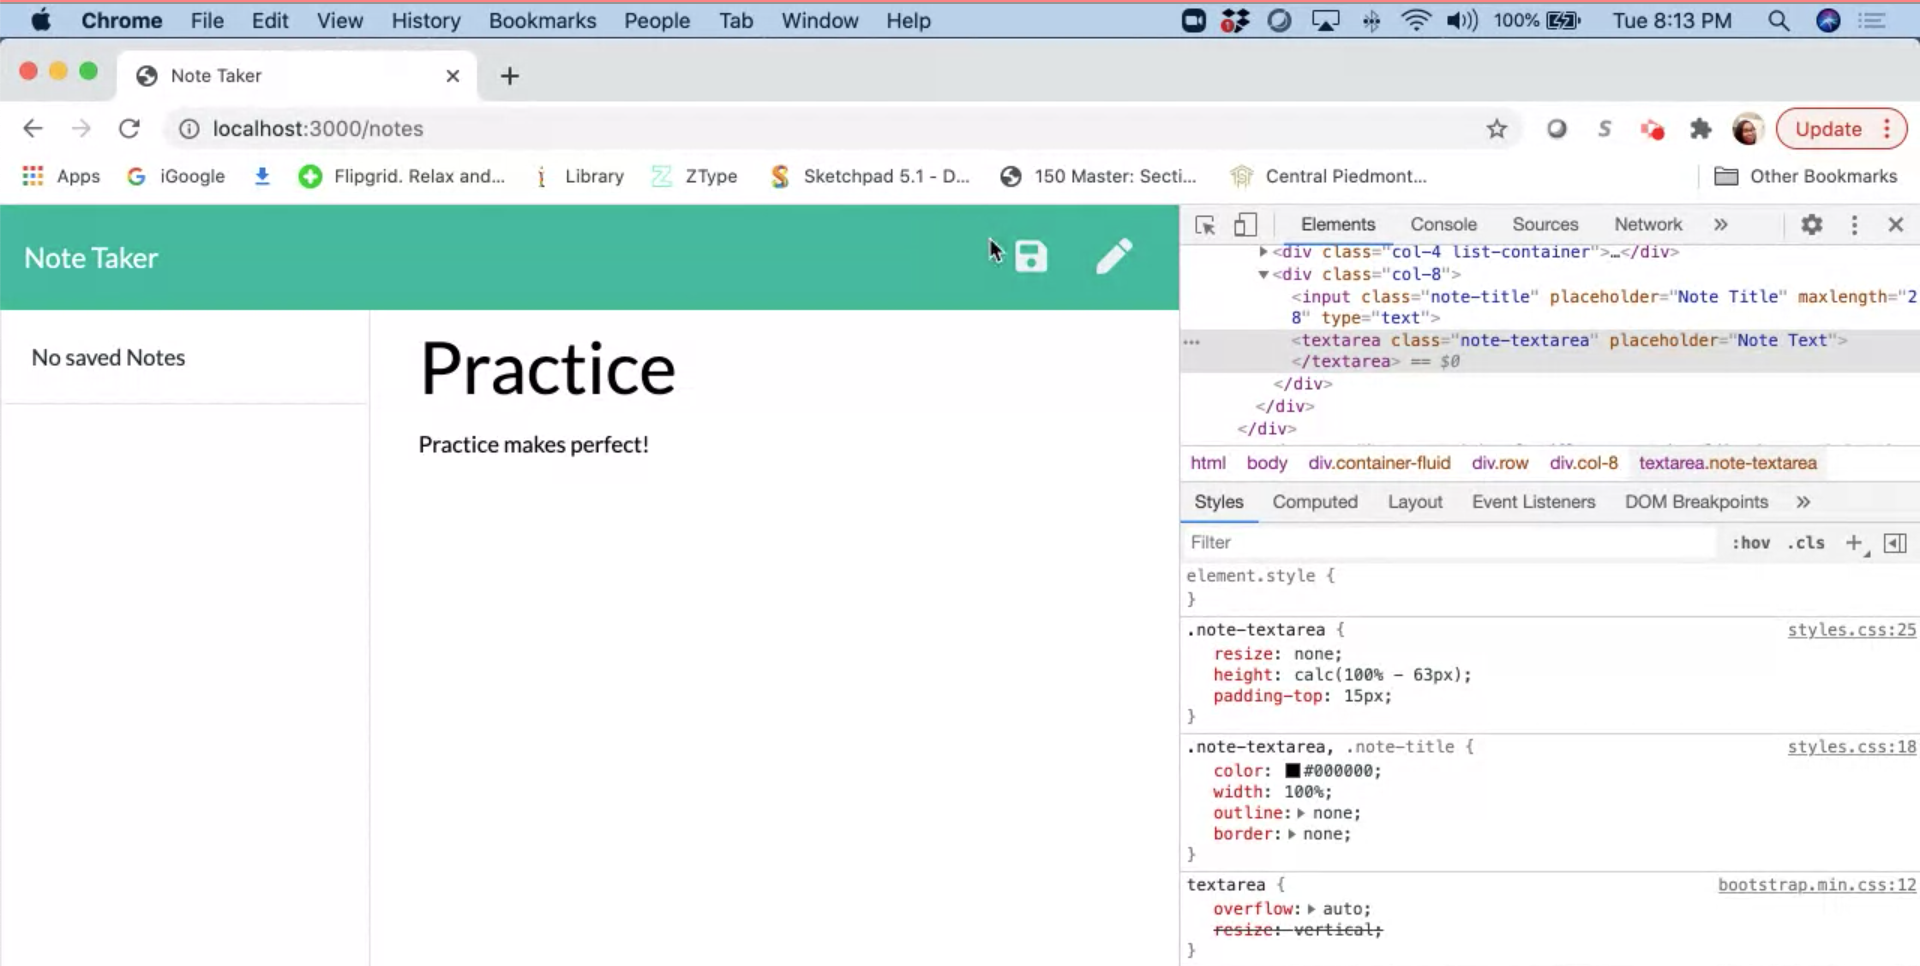 Chrome File Edit View History Bookmarks People Tab Window Help 100% Tue 8:13 PM
Note Taker
localhost:3000/notes Update
Apps iGoogle Flipgrid. Relax and... Library ZType Sketchpad 5.1 - D... 150 Master: Secti... Central Piedmont... Other Bookmarks
Note Taker
No saved Notes
Practice
Practice makes perfect!
Elements Console Sources Network »
<div class="col-4 list-container">…</div>
<div class="col-8">
<input class="note-title" placeholder="Note Title" maxlength="2
8" type="text">
<textarea class="note-textarea" placeholder="Note Text">
</textarea> == $0
</div>
</div>
</div>
html body div.container-fluid div.row div.col-8 textarea.note-textarea
Styles Computed Layout Event Listeners DOM Breakpoints »
Filter :hov .cls +
element.style {
}
.note-textarea { styles.css:25
resize: none;
height: calc(100% - 63px);
padding-top: 15px;
}
.note-textarea, .note-title { styles.css:18
color: #000000;
width: 100%;
outline: none;
border: none;
}
textarea { bootstrap.min.css:12
overflow: auto;
resize: vertical;
}